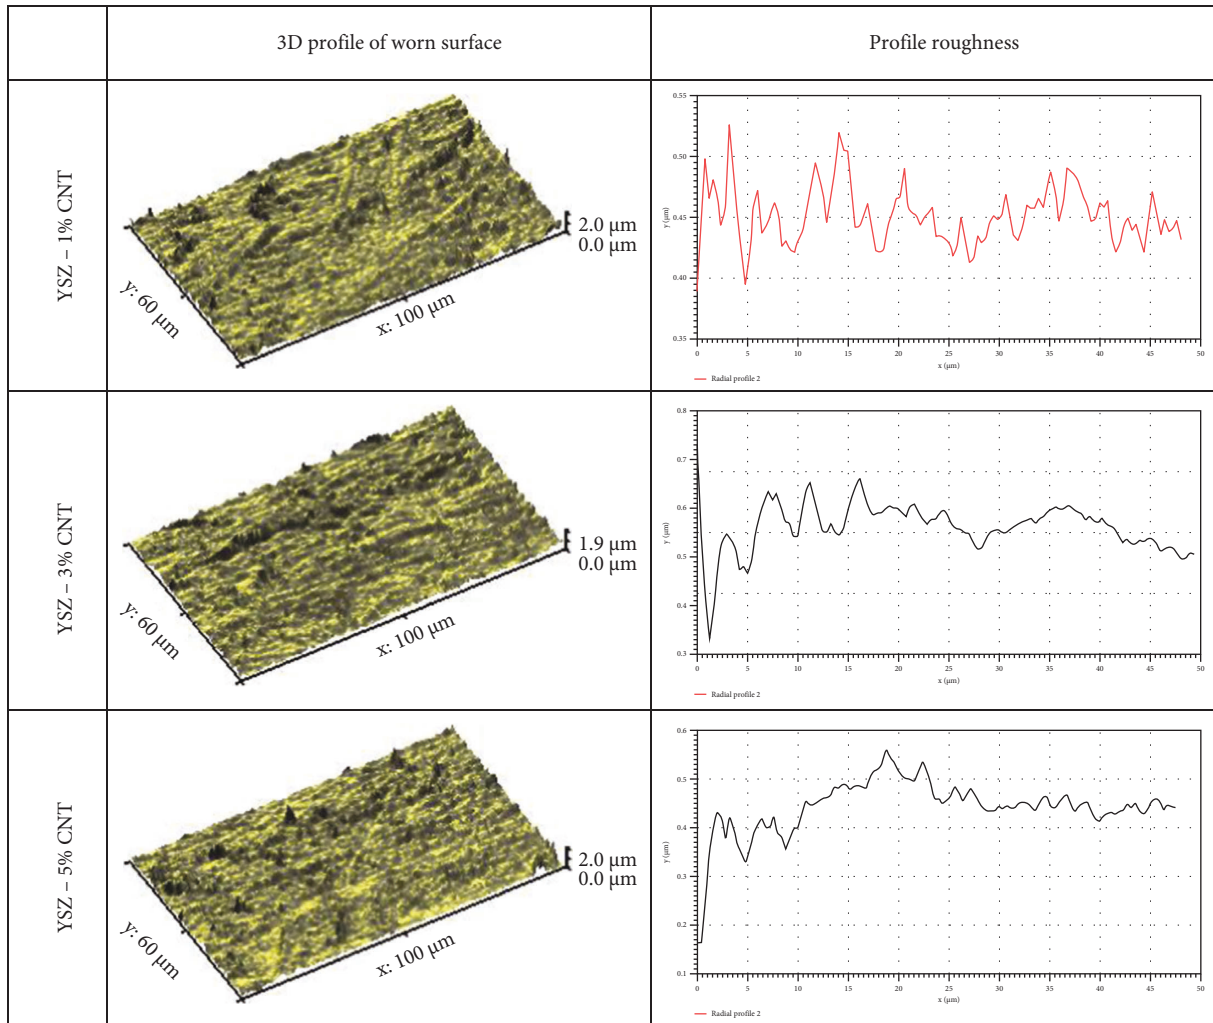 3D profile of worn surface
Profile roughness
YSZ – 1% CNT
2.0 µm
0.0 µm
x: 100 µm
y: 60 µm
0.55
0.50
0.45
0.40
0.35
y (µm)
0 5 10 15 20 25 30 35 40 45 50
x (µm)
Radial profile 2
YSZ – 3% CNT
1.9 µm
0.0 µm
x: 100 µm
y: 60 µm
0.8
0.7
0.6
0.5
0.4
0.3
y (µm)
0 5 10 15 20 25 30 35 40 45 50
x (µm)
Radial profile 2
YSZ – 5% CNT
2.0 µm
0.0 µm
x: 100 µm
y: 60 µm
0.6
0.5
0.4
0.3
0.2
0.1
y (µm)
0 5 10 15 20 25 30 35 40 45 50
x (µm)
Radial profile 2